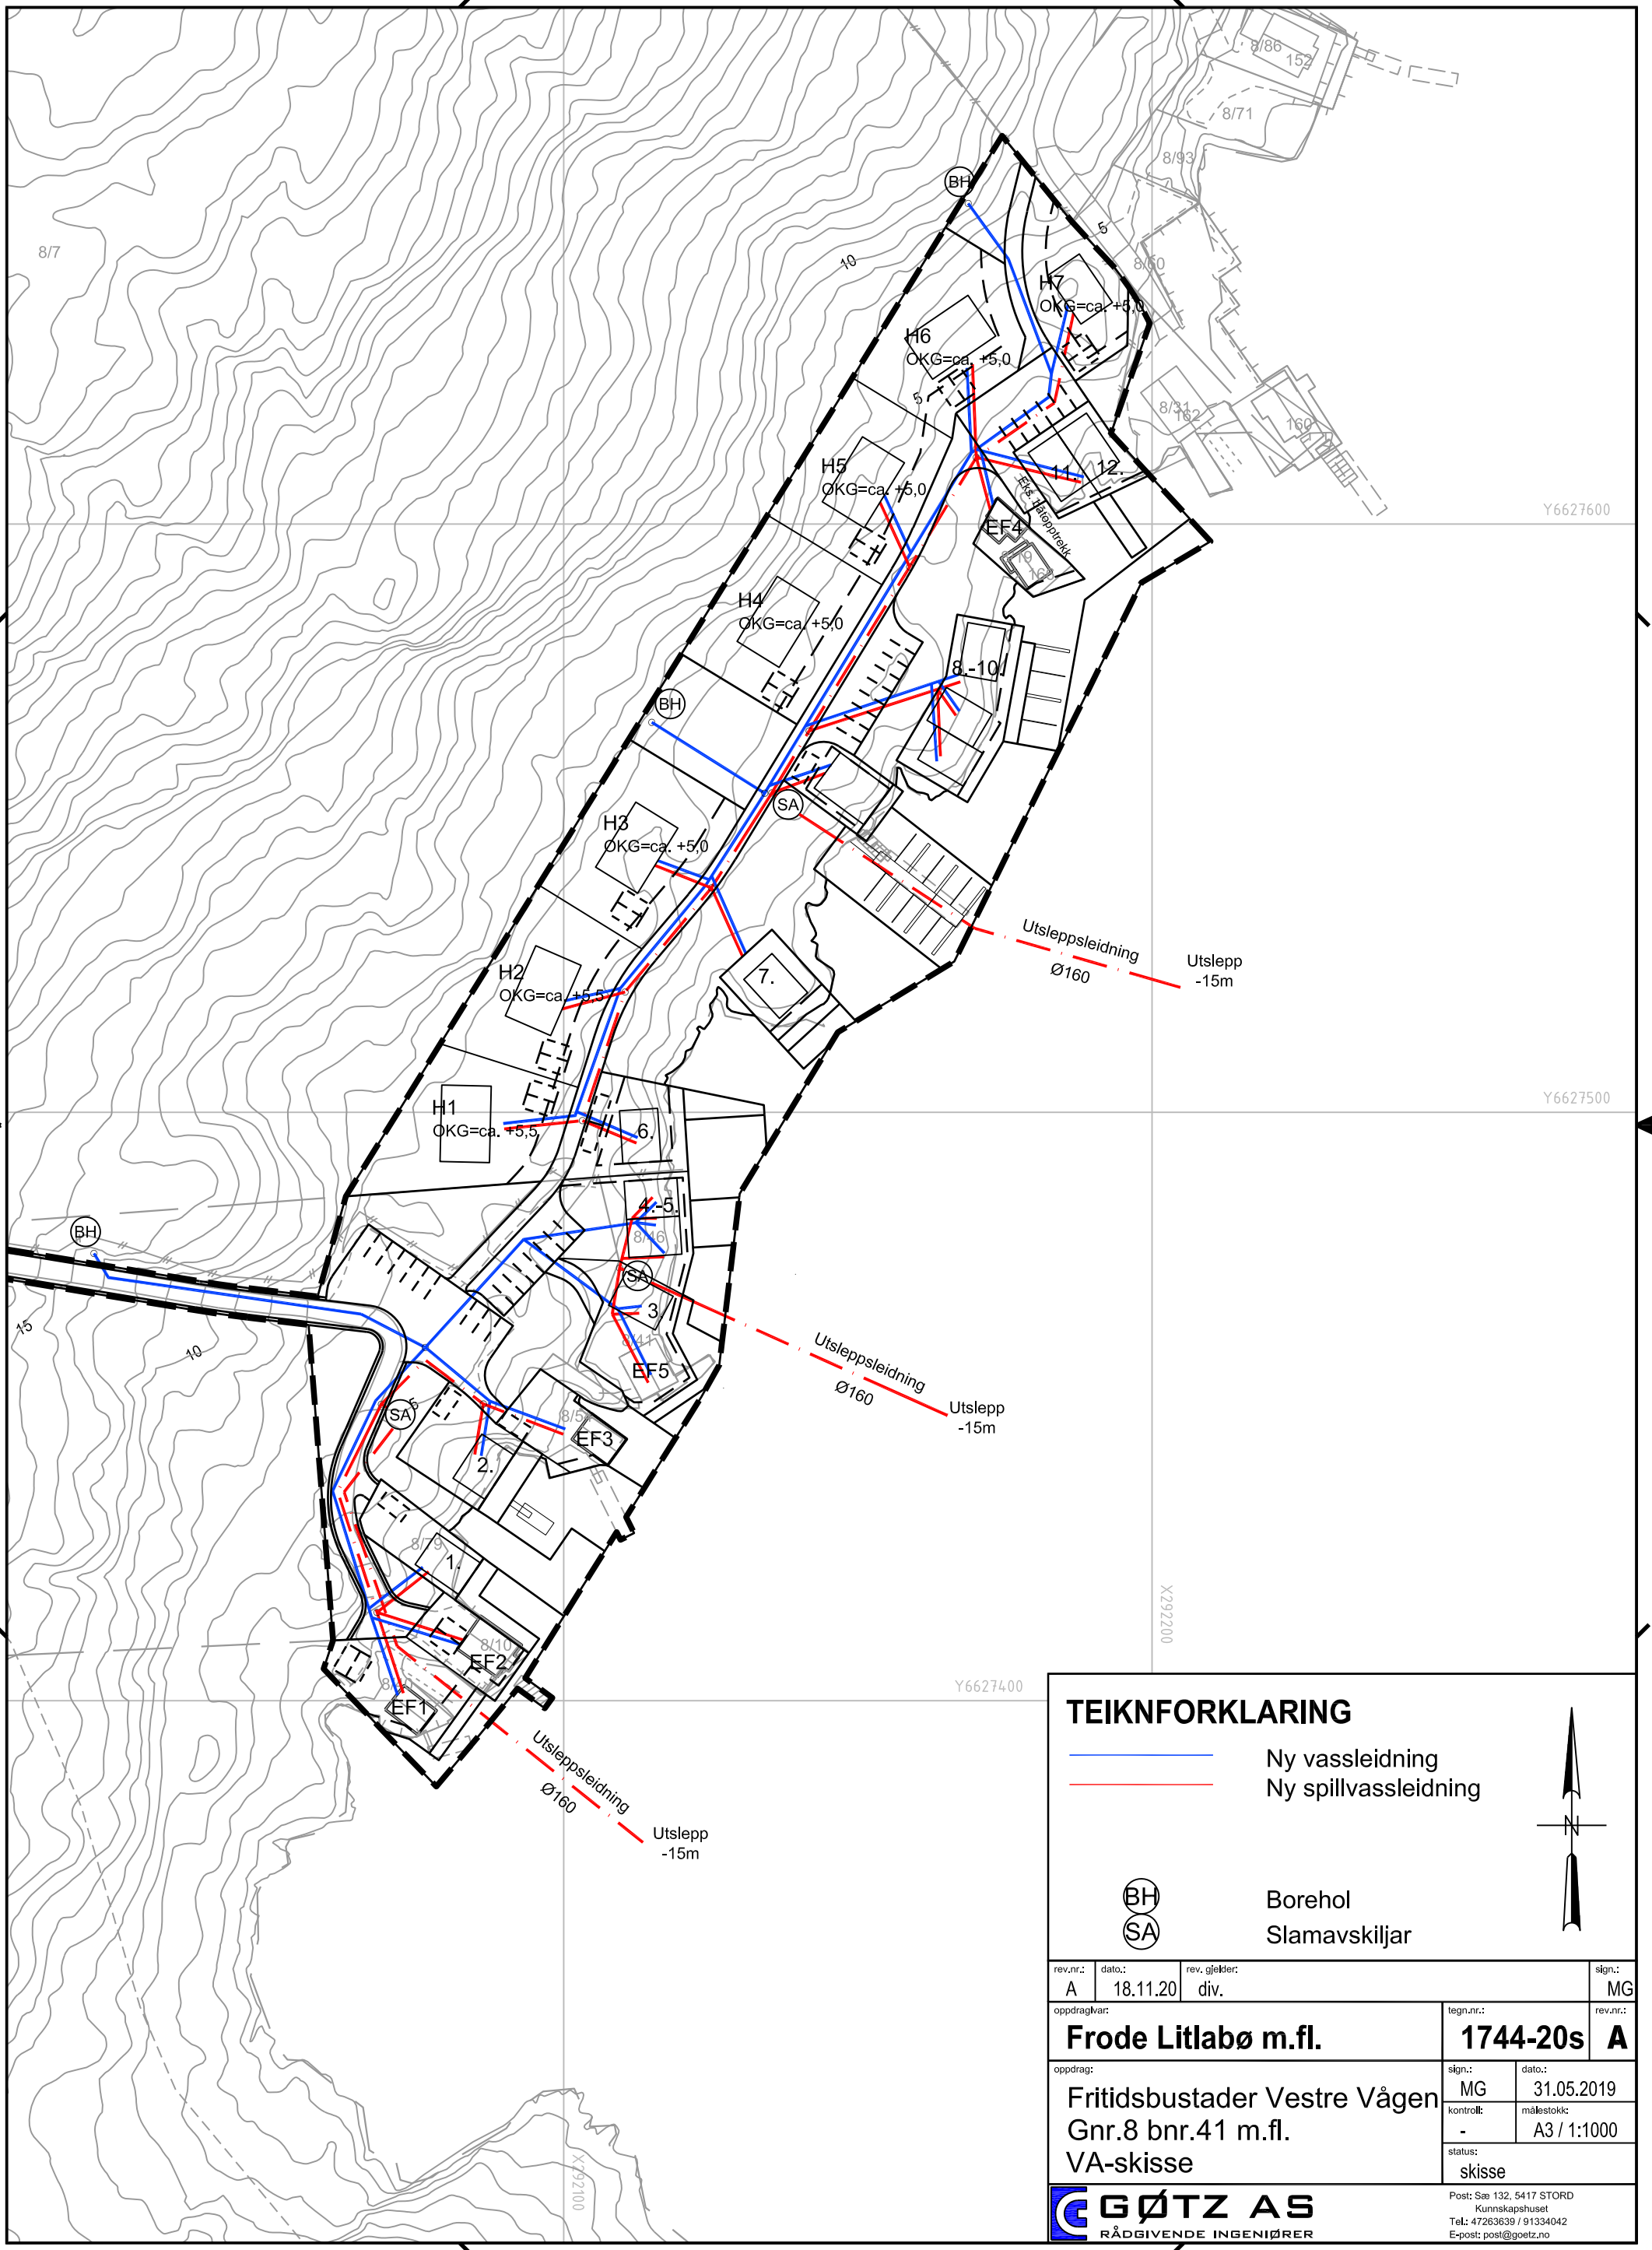 8/86
152
8/71
8/93
BH
8/7
5
10
8/60
H7
OKG=ca. +5,0
H6
OKG=ca. +5,0
5
8/31
162
160
H5
OKG=ca. +5,0
11.
12.
Eks. båtopptrekk
Y6627600
EF4
H4
OKG=ca. +5,0
8.-10.
BH
SA
H3
OKG=ca. +5,0
Utsleppsleidning
Ø160
Utslepp
-15m
7.
H2
OKG=ca. +5,5
Y6627500
H1
OKG=ca. +5,5
6.
4.-5.
BH
8/46
SA
3
15
10
8/41
EF5
Utsleppsleidning
Ø160
Utslepp
-15m
5
SA
EF3
2.
8/79
1.
X292200
8/10
EF2
EF1
Y6627400
Utsleppsleidning
Ø160
Utslepp
-15m
X292100
TEIKNFORKLARING
Ny vassleidning
Ny spillvassleidning
N
BH Borehol
SA Slamavskiljar
rev.nr.: dato.: rev. gjelder: sign.:
A 18.11.20 div. MG
oppdragivar: tegn.nr.: rev.nr.:
Frode Litlabø m.fl. 1744-20s A
oppdrag: sign.: dato.:
Fritidsbustader Vestre Vågen MG 31.05.2019
Gnr.8 bnr.41 m.fl. kontroll: målestokk:
- A3 / 1:1000
VA-skisse status:
skisse
GØTZ AS
RÅDGIVENDE INGENIØRER
Post: Sæ 132, 5417 STORD
Kunnskapshuset
Tel.: 47263639 / 91334042
E-post: post@goetz.no